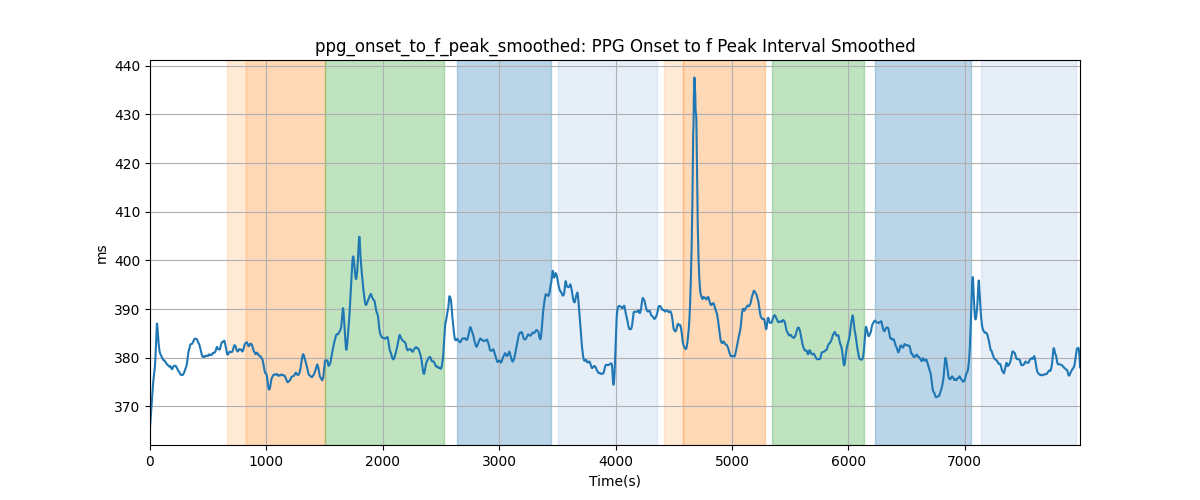 ppg_onset_to_f_peak_smoothed: PPG Onset to f Peak Interval Smoothed
440
430
420
410
400
390
380
370
ms
0 1000 2000 3000 4000 5000 6000 7000
Time(s)